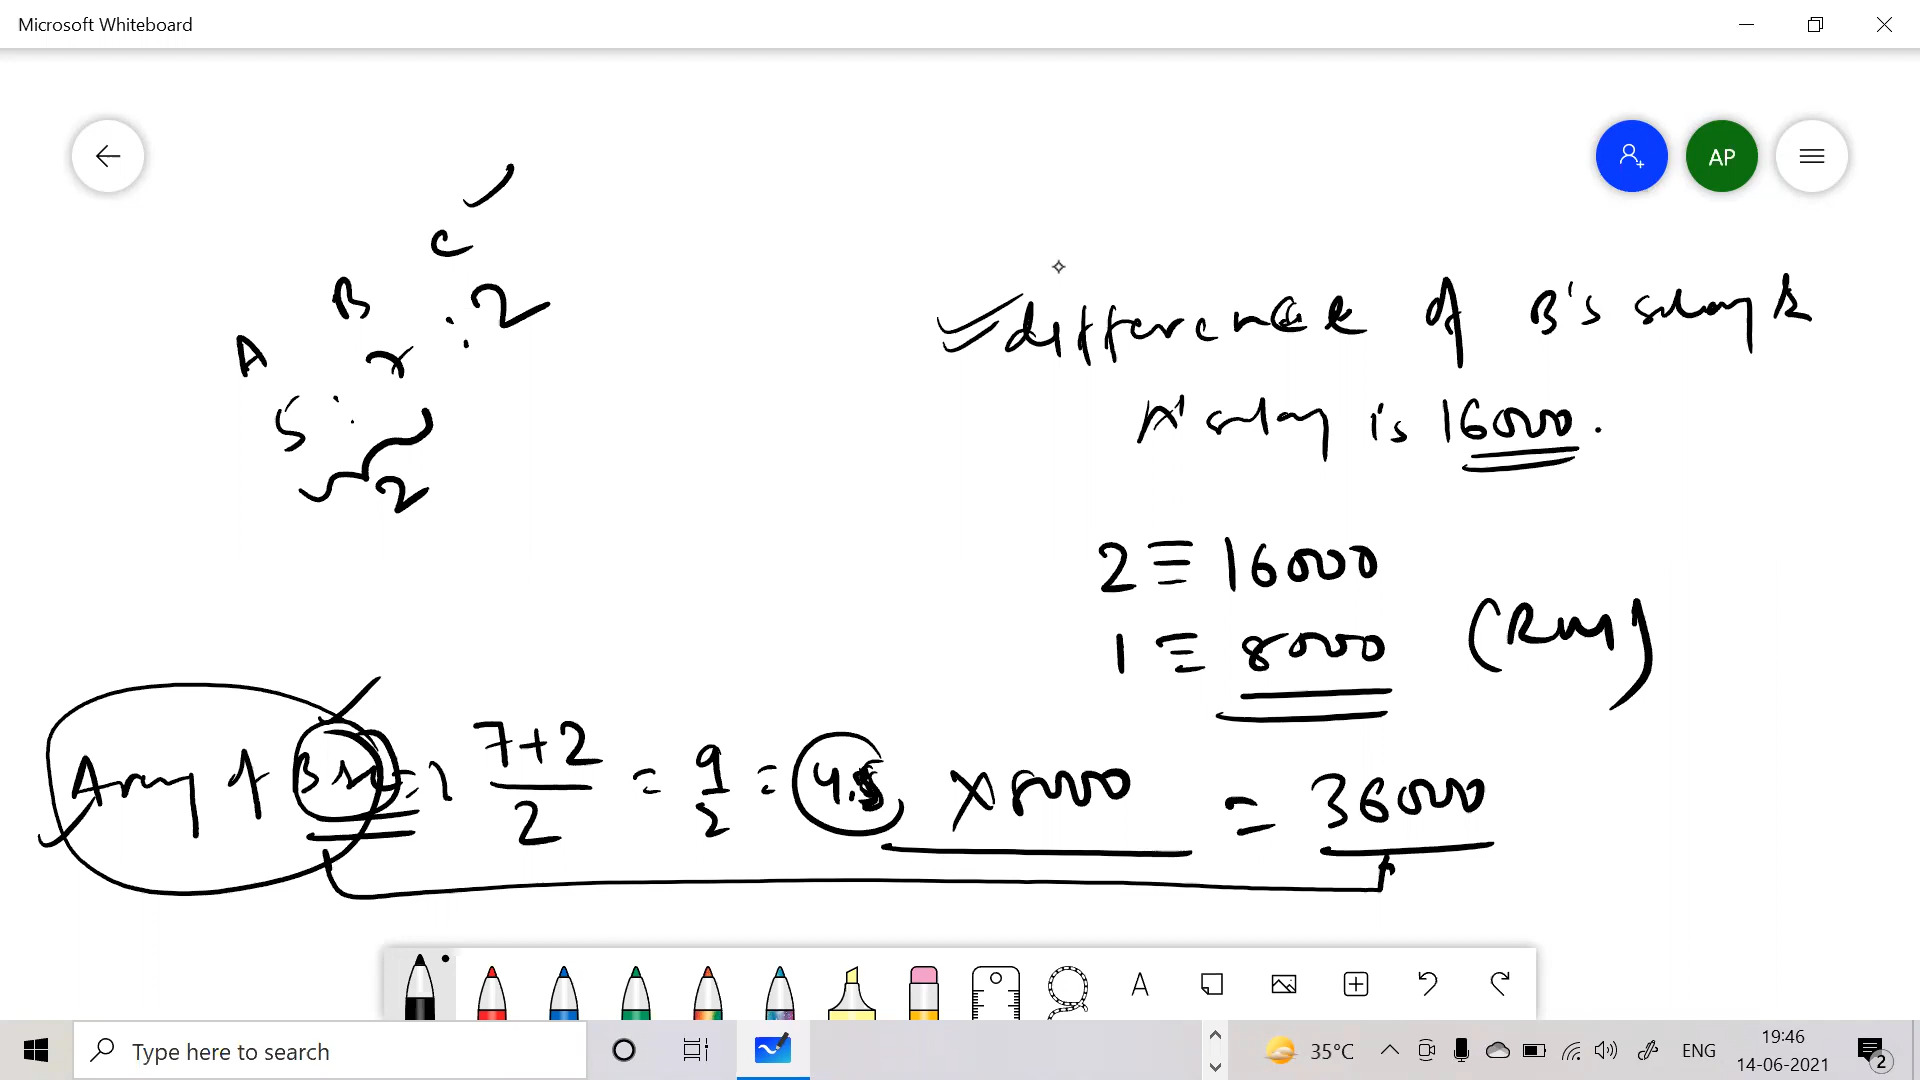 Microsoft Whiteboard
AP
C
B : 2
A 7
5 :
2
difference of B's salary &
A' salary is 16000.
2 ≡ 16000
1 ≡ 8000 (RM)
of B & C = 7+2/2 = 9/2 = 4.5 × 8000 = 36000
A
Type here to search
35°C
ENG
19:46
14-06-2021
2